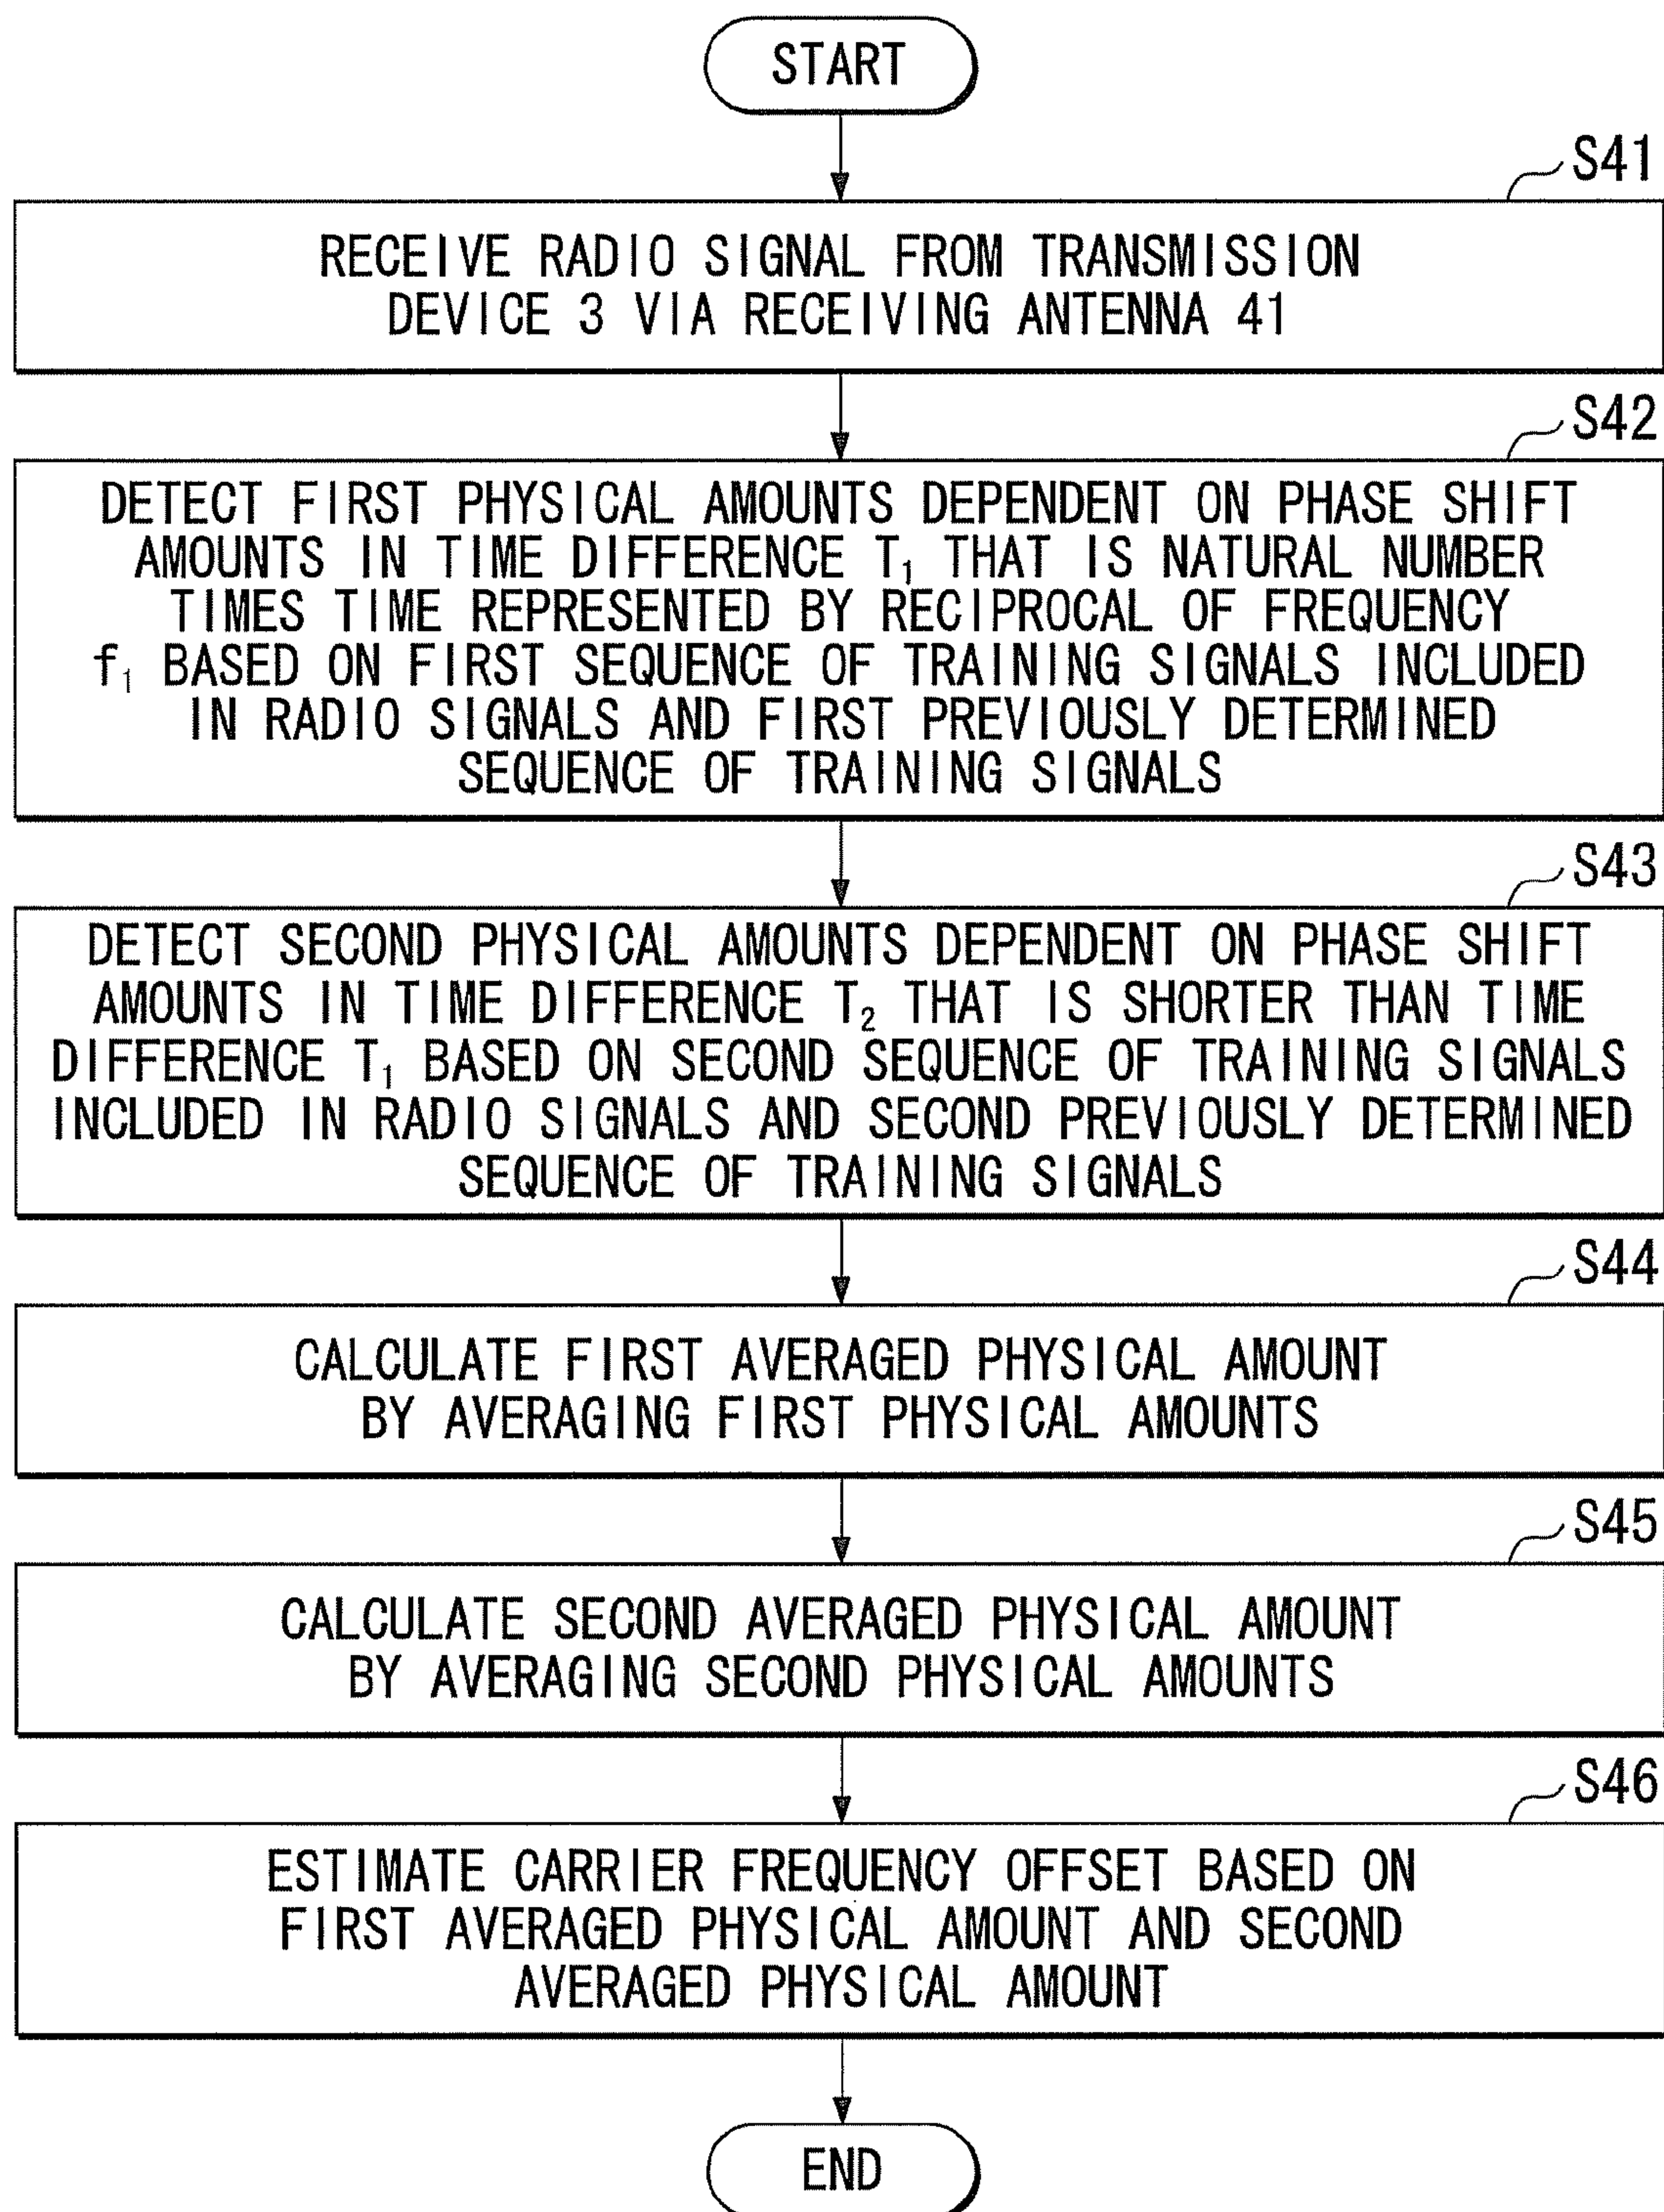 START
S41
RECEIVE RADIO SIGNAL FROM TRANSMISSION
DEVICE 3 VIA RECEIVING ANTENNA 41
S42
DETECT FIRST PHYSICAL AMOUNTS DEPENDENT ON PHASE SHIFT
AMOUNTS IN TIME DIFFERENCE T₁ THAT IS NATURAL NUMBER
TIMES TIME REPRESENTED BY RECIPROCAL OF FREQUENCY
f₁ BASED ON FIRST SEQUENCE OF TRAINING SIGNALS INCLUDED
IN RADIO SIGNALS AND FIRST PREVIOUSLY DETERMINED
SEQUENCE OF TRAINING SIGNALS
S43
DETECT SECOND PHYSICAL AMOUNTS DEPENDENT ON PHASE SHIFT
AMOUNTS IN TIME DIFFERENCE T₂ THAT IS SHORTER THAN TIME
DIFFERENCE T₁ BASED ON SECOND SEQUENCE OF TRAINING SIGNALS
INCLUDED IN RADIO SIGNALS AND SECOND PREVIOUSLY DETERMINED
SEQUENCE OF TRAINING SIGNALS
S44
CALCULATE FIRST AVERAGED PHYSICAL AMOUNT
BY AVERAGING FIRST PHYSICAL AMOUNTS
S45
CALCULATE SECOND AVERAGED PHYSICAL AMOUNT
BY AVERAGING SECOND PHYSICAL AMOUNTS
S46
ESTIMATE CARRIER FREQUENCY OFFSET BASED ON
FIRST AVERAGED PHYSICAL AMOUNT AND SECOND
AVERAGED PHYSICAL AMOUNT
END